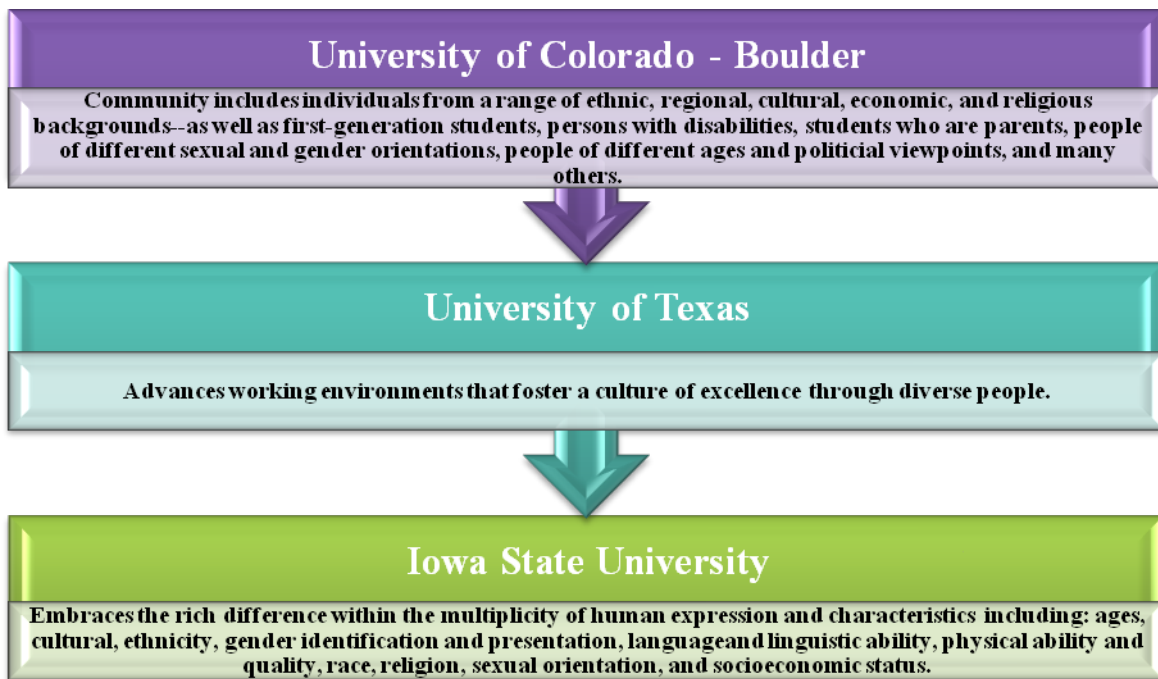 University of Colorado - Boulder
Community includes individuals from a range of ethnic, regional, cultural, economic, and religious
backgrounds--as well as first-generation students, persons with disabilities, students who are parents, people
of different sexual and gender orientations, people of different ages and politicial viewpoints, and many
others.
University of Texas
Advances working environments that foster a culture of excellence through diverse people.
Iowa State University
Embraces the rich difference within the multiplicity of human expression and characteristics including: ages,
cultural, ethnicity, gender identification and presentation, languageand linguistic ability, physical ability and
quality, race, religion, sexual orientation, and socioeconomic status.